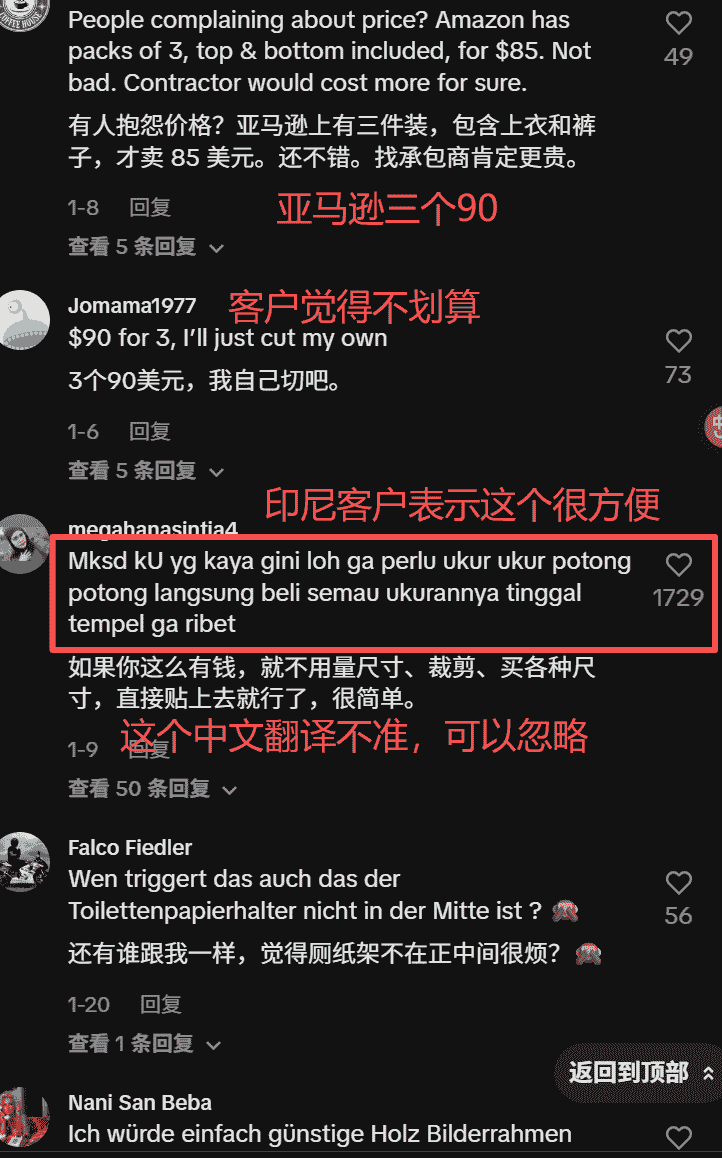 COFFEE HOUSE
People complaining about price? Amazon has
packs of 3, top & bottom included, for $85. Not
bad. Contractor would cost more for sure.
49
有人抱怨价格？亚马逊上有三件装，包含上衣和裤
子，才卖 85 美元。还不错。找承包商肯定更贵。
1-8 回复
亚马逊三个90
查看 5 条回复
Jomama1977
客户觉得不划算
$90 for 3, I’ll just cut my own
73
3个90美元，我自己切吧。
1-6 回复
查看 5 条回复
印尼客户表示这个很方便
megahanasintia4
Mksd kU yg kaya gini loh ga perlu ukur ukur potong
potong langsung beli semau ukurannya tinggal
tempel ga ribet
1729
如果你这么有钱，就不用量尺寸、裁剪、买各种尺
寸，直接贴上去就行了，很简单。
这个中文翻译不准，可以忽略
1-9 回复
查看 50 条回复
Falco Fiedler
Wen triggert das auch das der
Toilettenpapierhalter nicht in der Mitte ist ? 🙈
56
还有谁跟我一样，觉得厕纸架不在正中间很烦？🙈
1-20 回复
查看 1 条回复
返回到顶部
Nani San Beba
Ich würde einfach günstige Holz Bilderrahmen